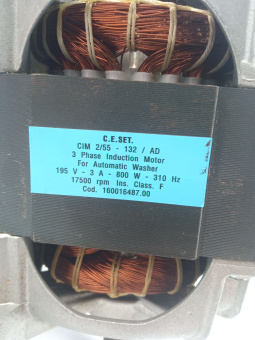 C.E.SET.
CIM 2/55 - 132 / AD
3 Phase Induction Motor
For Automatic Washer
195 V - 3 A - 800 W - 310 Hz
17500 rpm Ins. Class. F
Cod. 160016487.00